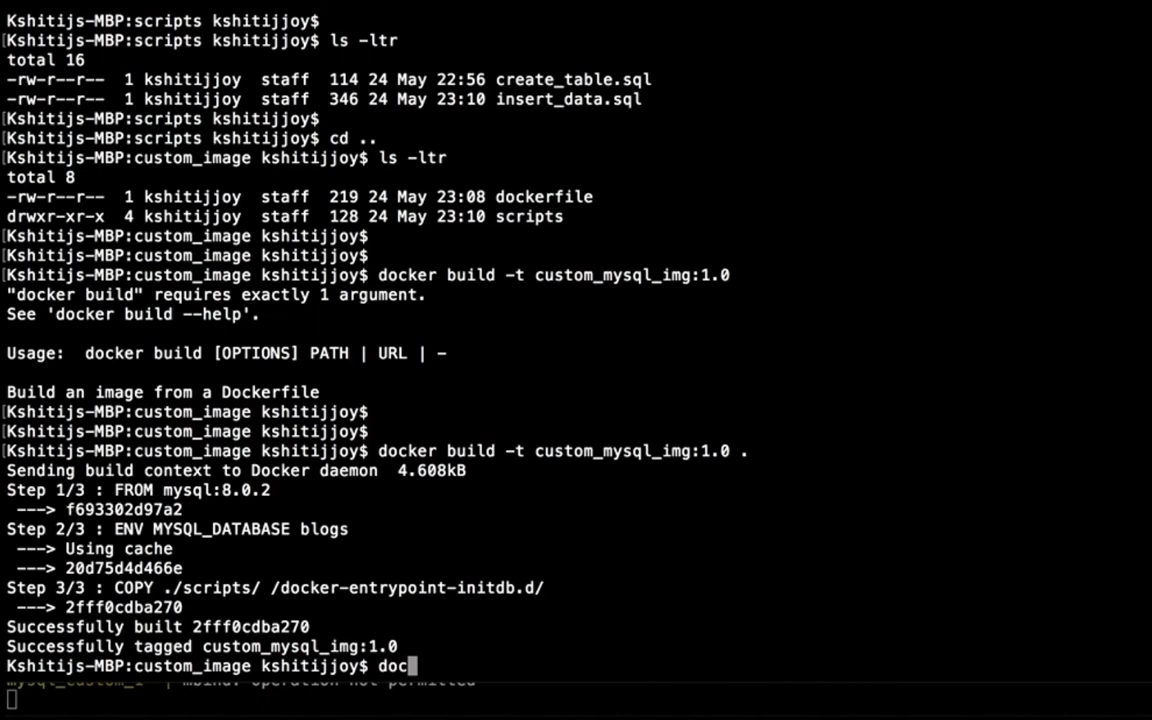 Kshitijs-MBP:scripts kshitijjoy$
[Kshitijs-MBP:scripts kshitijjoy$ ls -ltr
total 16
-rw-r--r--  1 kshitijjoy  staff  114 24 May 22:56 create_table.sql
-rw-r--r--  1 kshitijjoy  staff  346 24 May 23:10 insert_data.sql
[Kshitijs-MBP:scripts kshitijjoy$
[Kshitijs-MBP:scripts kshitijjoy$ cd ..
[Kshitijs-MBP:custom_image kshitijjoy$ ls -ltr
total 8
-rw-r--r--  1 kshitijjoy  staff  219 24 May 23:08 dockerfile
drwxr-xr-x  4 kshitijjoy  staff  128 24 May 23:10 scripts
[Kshitijs-MBP:custom_image kshitijjoy$
[Kshitijs-MBP:custom_image kshitijjoy$
[Kshitijs-MBP:custom_image kshitijjoy$ docker build -t custom_mysql_img:1.0
"docker build" requires exactly 1 argument.
See 'docker build --help'.
Usage:  docker build [OPTIONS] PATH | URL | -
Build an image from a Dockerfile
[Kshitijs-MBP:custom_image kshitijjoy$
[Kshitijs-MBP:custom_image kshitijjoy$
[Kshitijs-MBP:custom_image kshitijjoy$ docker build -t custom_mysql_img:1.0 .
Sending build context to Docker daemon  4.608kB
Step 1/3 : FROM mysql:8.0.2
 ---> f693302d97a2
Step 2/3 : ENV MYSQL_DATABASE blogs
 ---> Using cache
 ---> 20d75d4d466e
Step 3/3 : COPY ./scripts/ /docker-entrypoint-initdb.d/
 ---> 2fff0cdba270
Successfully built 2fff0cdba270
Successfully tagged custom_mysql_img:1.0
Kshitijs-MBP:custom_image kshitijjoy$ doc
mysql_custom_1  | mbind: Operation not permitted